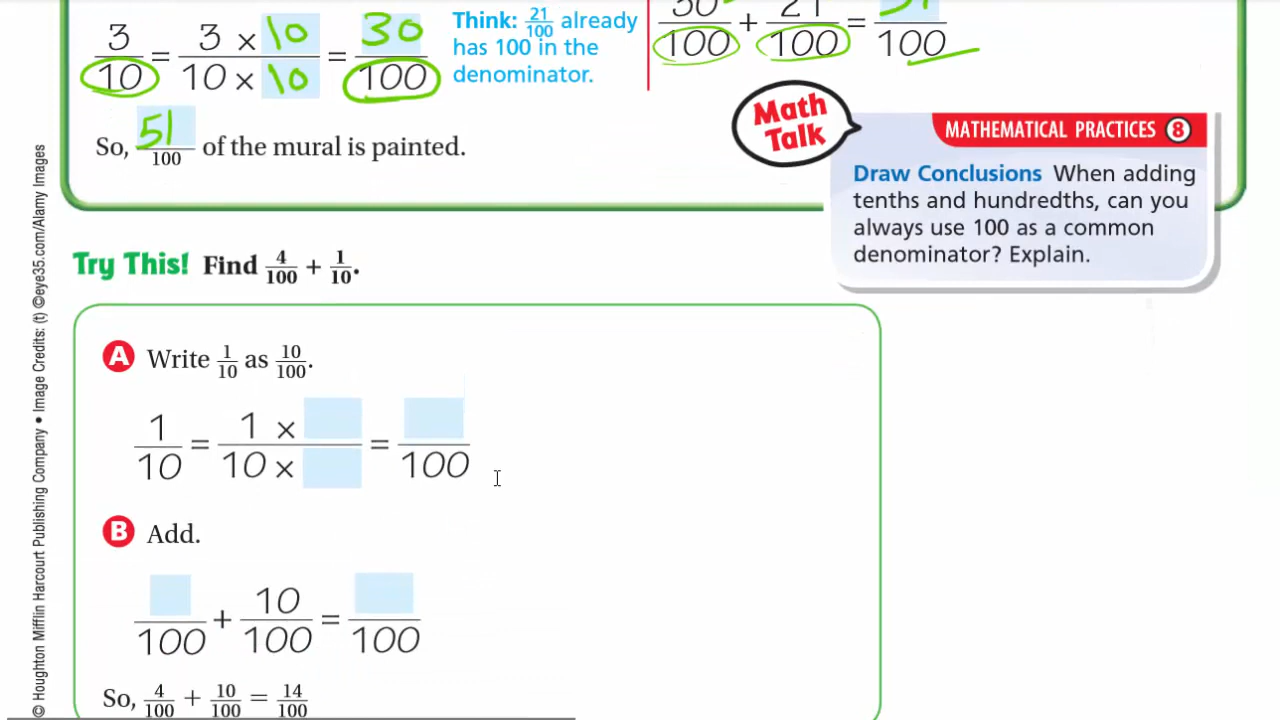 3/10 = 3 × 10/10 × 10 = 30/100
Think: 21/100 already
has 100 in the
denominator.
30/100 + 21/100 = 51/100
So, 51/100 of the mural is painted.
Math
Talk
MATHEMATICAL PRACTICES 8
Draw Conclusions When adding
tenths and hundredths, can you
always use 100 as a common
denominator? Explain.
Try This! Find 4/100 + 1/10.
A Write 1/10 as 10/100.
1/10 = 1 × /10 × = /100
B Add.
/100 + 10/100 = /100
So, 4/100 + 10/100 = 14/100
© Houghton Mifflin Harcourt Publishing Company • Image Credits: (t) ©eye35.com/Alamy Images